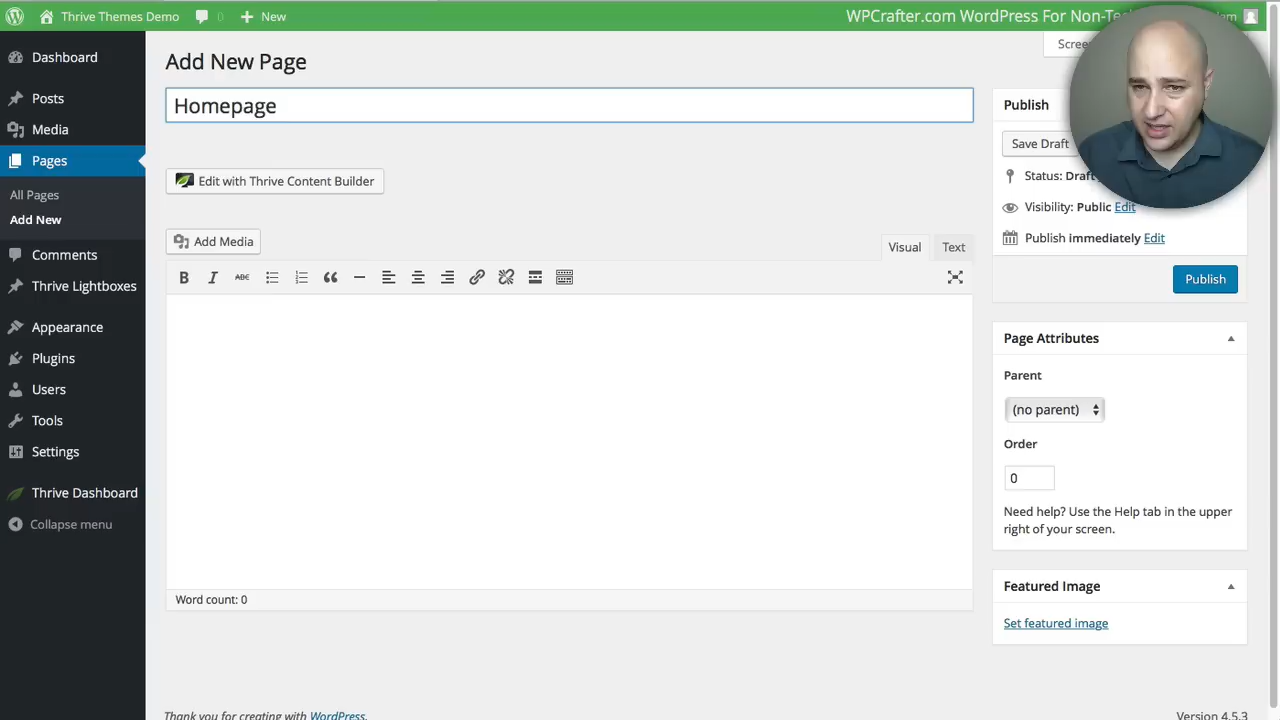 Thrive Themes Demo
0
New
WPCrafter.com WordPress For Non-Te
Dashboard
Posts
Media
Pages
All Pages
Add New
Comments
Thrive Lightboxes
Appearance
Plugins
Users
Tools
Settings
Thrive Dashboard
Collapse menu
Add New Page
Homepage
Edit with Thrive Content Builder
Add Media
Visual
Text
B I ABC
Word count: 0
Thank you for creating with WordPress.
Publish
Save Draft
Status: Draft
Visibility: Public Edit
Publish immediately Edit
Publish
Page Attributes
Parent
(no parent)
Order
0
Need help? Use the Help tab in the upper
right of your screen.
Featured Image
Set featured image
Version 4.5.3